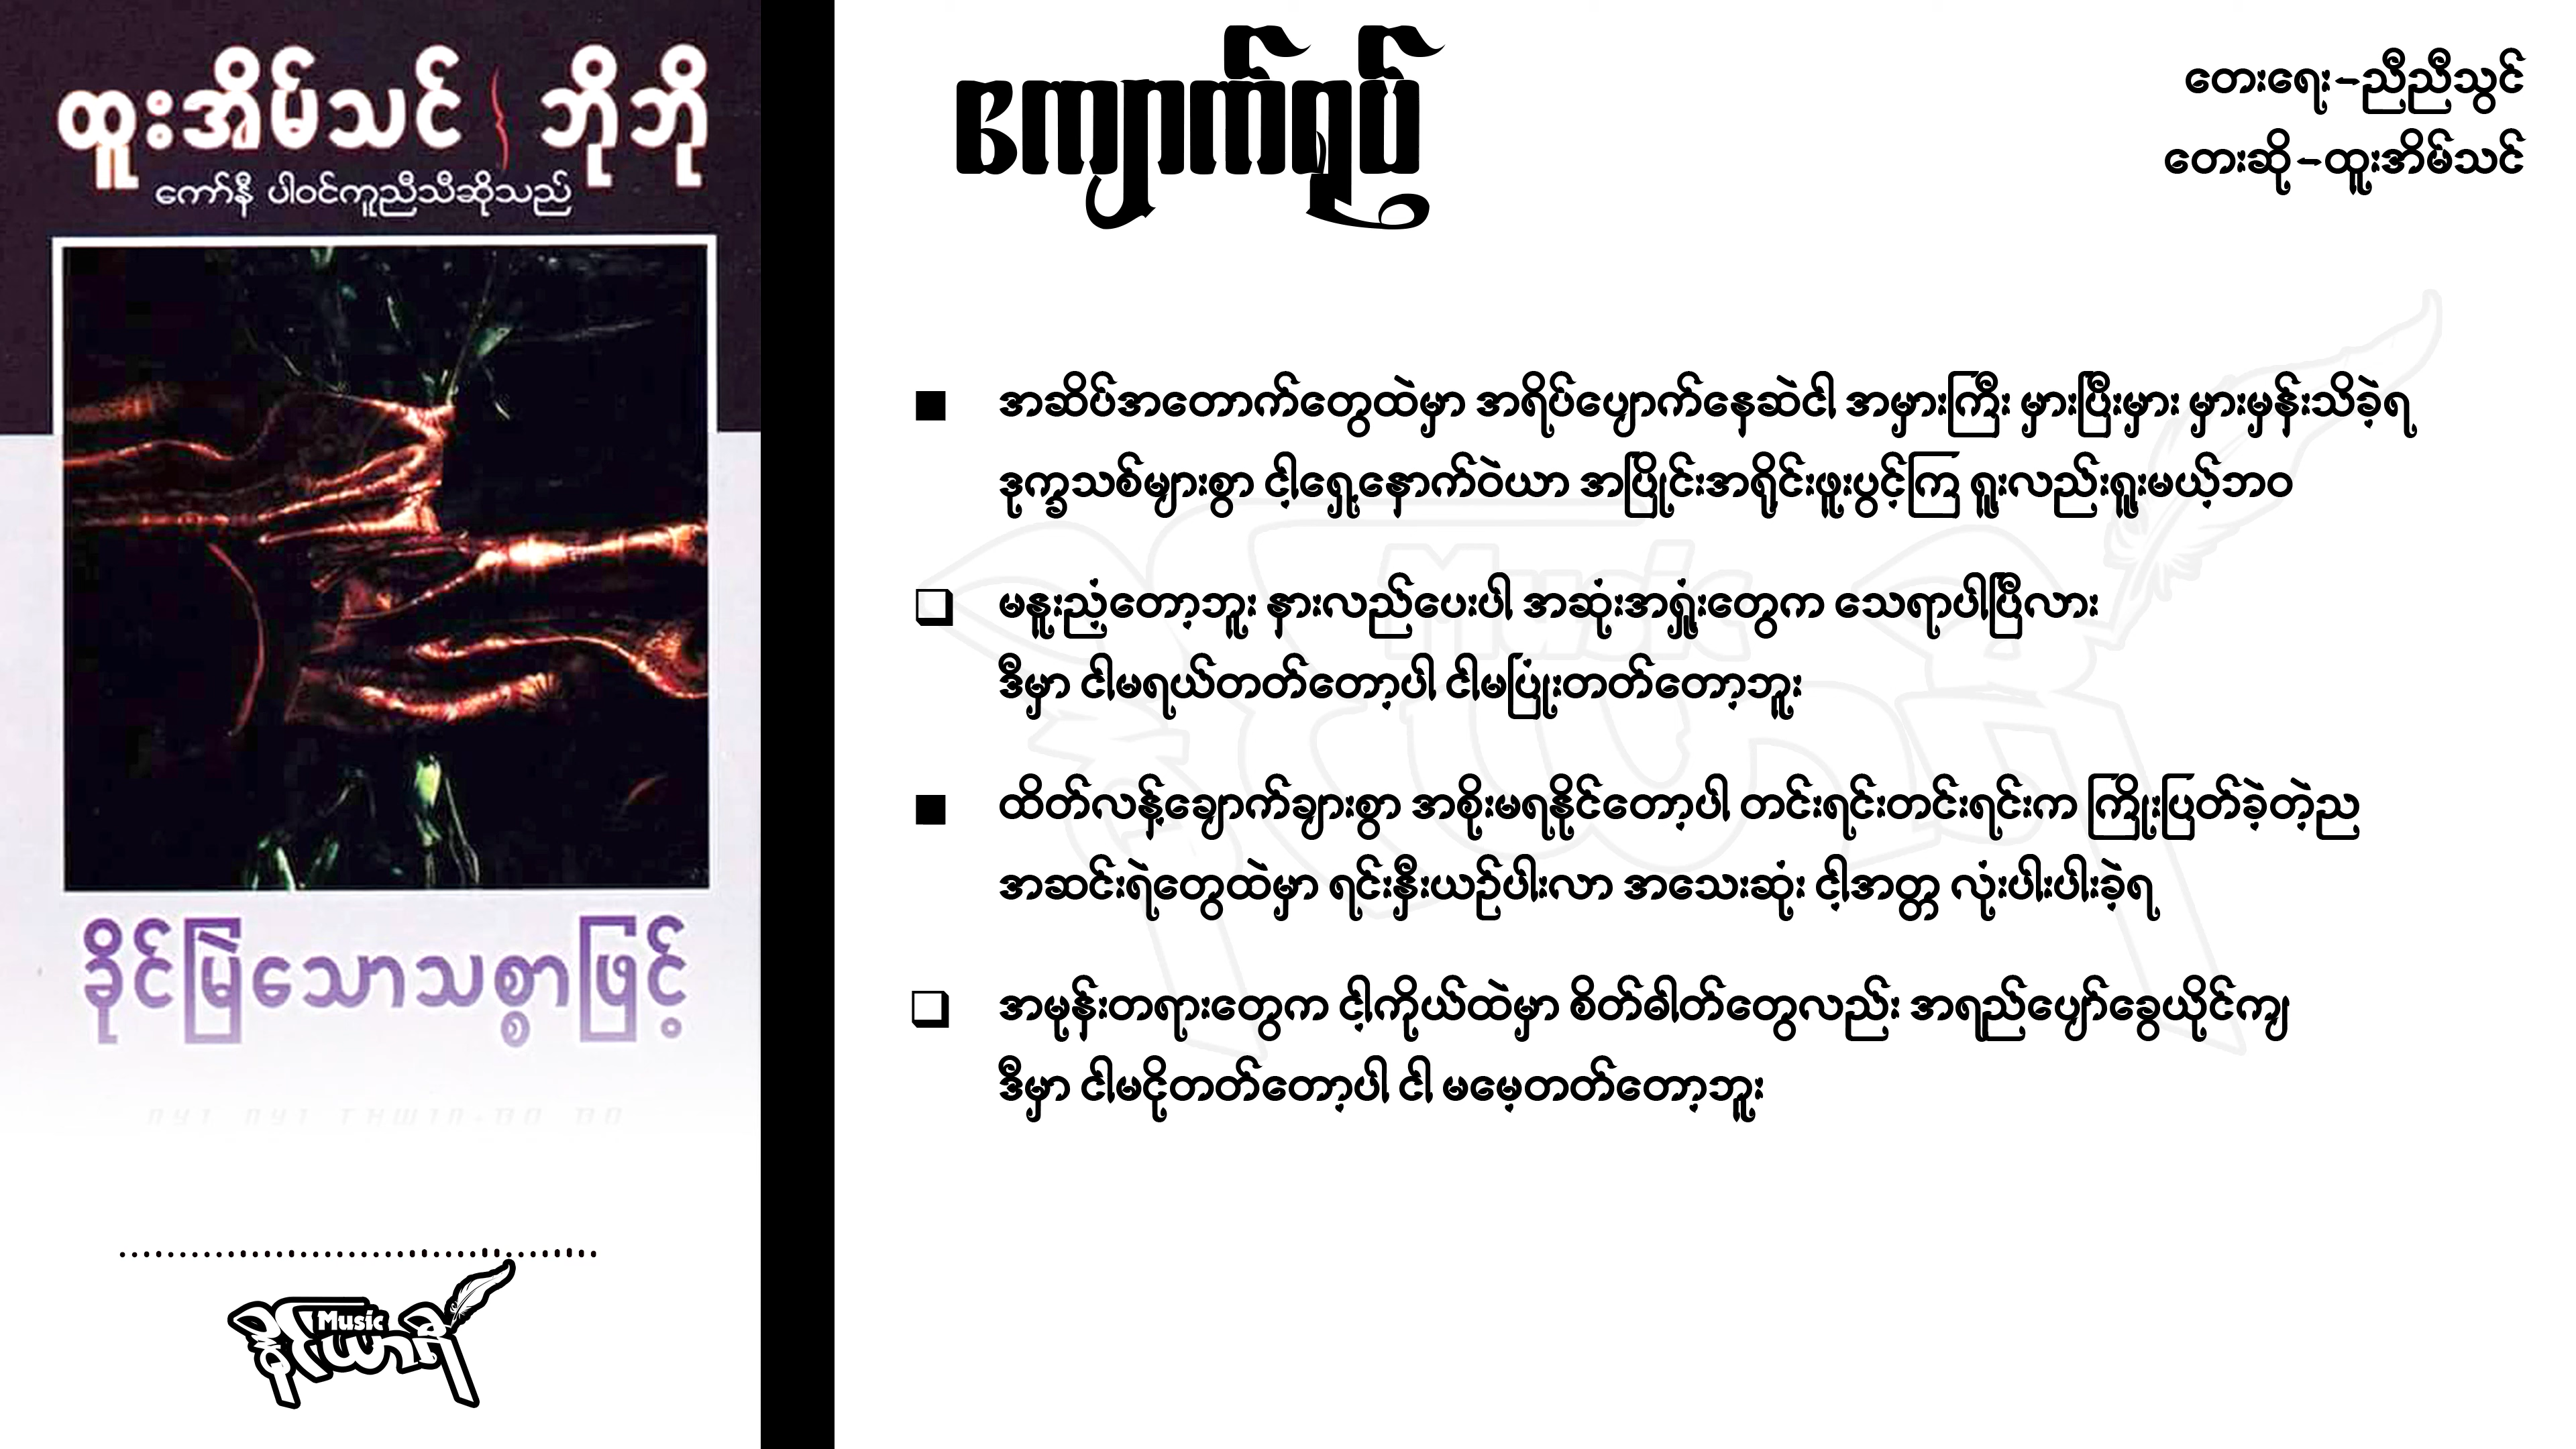 ထူးအိမ်သင် ဘိုဘို
ကော်နီ ပါဝင်ကူညီသီဆိုသည်
ခိုင်မြဲသောသစ္စာဖြင့်
NYI NYI THWIN • BO BO
Music
ခိုင်ယာရီ
ကျောက်ရုပ်
တေးရေး-ညီညီသွင်
တေးဆို-ထူးအိမ်သင်
အဆိပ်အတောက်တွေထဲမှာ အရိပ်ပျောက်နေဆဲငါ အမှားကြီး မှားပြီးမှား မှားမှန်းသိခဲ့ရ
ဒုက္ခသစ်များစွာ ငါ့ရှေ့နောက်ဝဲယာ အပြိုင်းအရိုင်းဖူးပွင့်ကြ ရူးလည်းရူးမယ့်ဘဝ
မနူးညံ့တော့ဘူး နားလည်ပေးပါ အဆုံးအရှုံးတွေက သေရာပါပြီလား
ဒီမှာ ငါမရယ်တတ်တော့ပါ ငါမပြုံးတတ်တော့ဘူး
ထိတ်လန့်ချောက်ချားစွာ အစိုးမရနိုင်တော့ပါ တင်းရင်းတင်းရင်းက ကြိုးပြတ်ခဲ့တဲ့ည
အဆင်းရဲတွေထဲမှာ ရင်းနှီးယဉ်ပါးလာ အသေးဆုံး ငါ့အတ္တ လုံးပါးပါးခဲ့ရ
အမုန်းတရားတွေက ငါ့ကိုယ်ထဲမှာ စိတ်ဓါတ်တွေလည်း အရည်ပျော်ခွေယိုင်ကျ
ဒီမှာ ငါမငိုတတ်တော့ပါ ငါ မမေ့တတ်တော့ဘူး